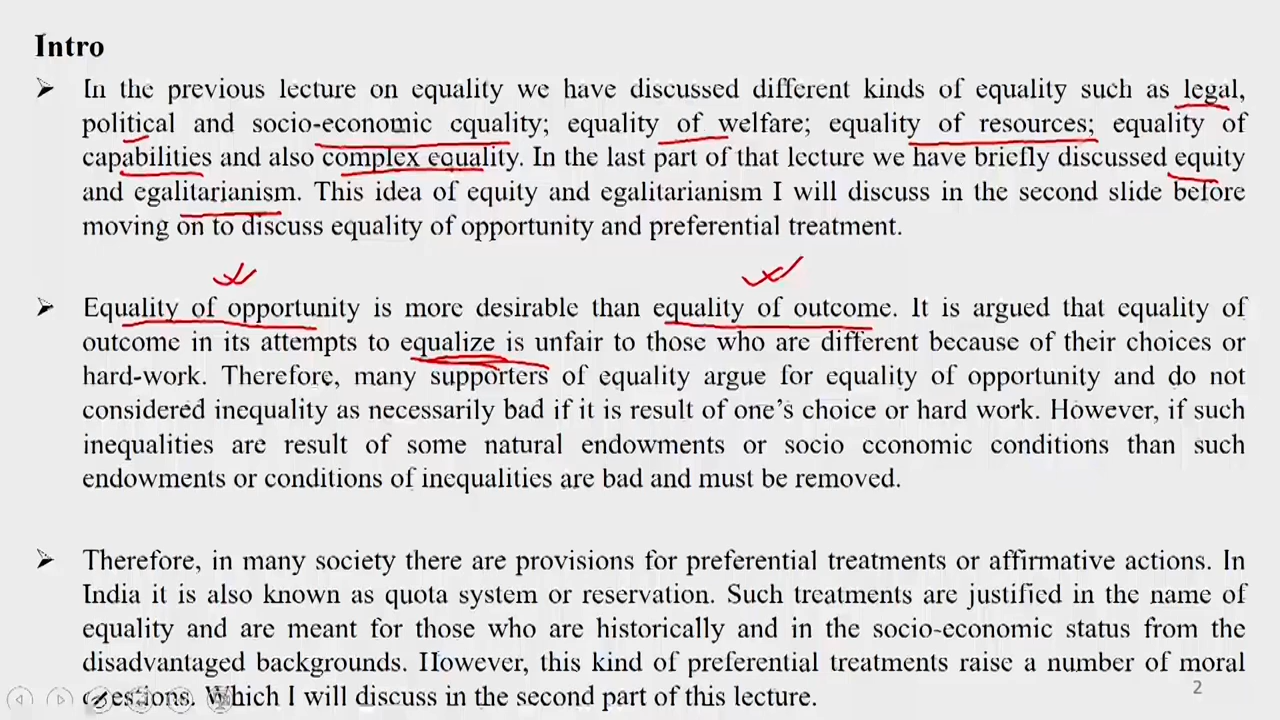 Intro
➢ In the previous lecture on equality we have discussed different kinds of equality such as legal,
political and socio-economic equality; equality of welfare; equality of resources; equality of
capabilities and also complex equality. In the last part of that lecture we have briefly discussed equity
and egalitarianism. This idea of equity and egalitarianism I will discuss in the second slide before
moving on to discuss equality of opportunity and preferential treatment.
➢ Equality of opportunity is more desirable than equality of outcome. It is argued that equality of
outcome in its attempts to equalize is unfair to those who are different because of their choices or
hard-work. Therefore, many supporters of equality argue for equality of opportunity and do not
considered inequality as necessarily bad if it is result of one's choice or hard work. However, if such
inequalities are result of some natural endowments or socio economic conditions than such
endowments or conditions of inequalities are bad and must be removed.
➢ Therefore, in many society there are provisions for preferential treatments or affirmative actions. In
India it is also known as quota system or reservation. Such treatments are justified in the name of
equality and are meant for those who are historically and in the socio-economic status from the
disadvantaged backgrounds. However, this kind of preferential treatments raise a number of moral
questions. Which I will discuss in the second part of this lecture.
2